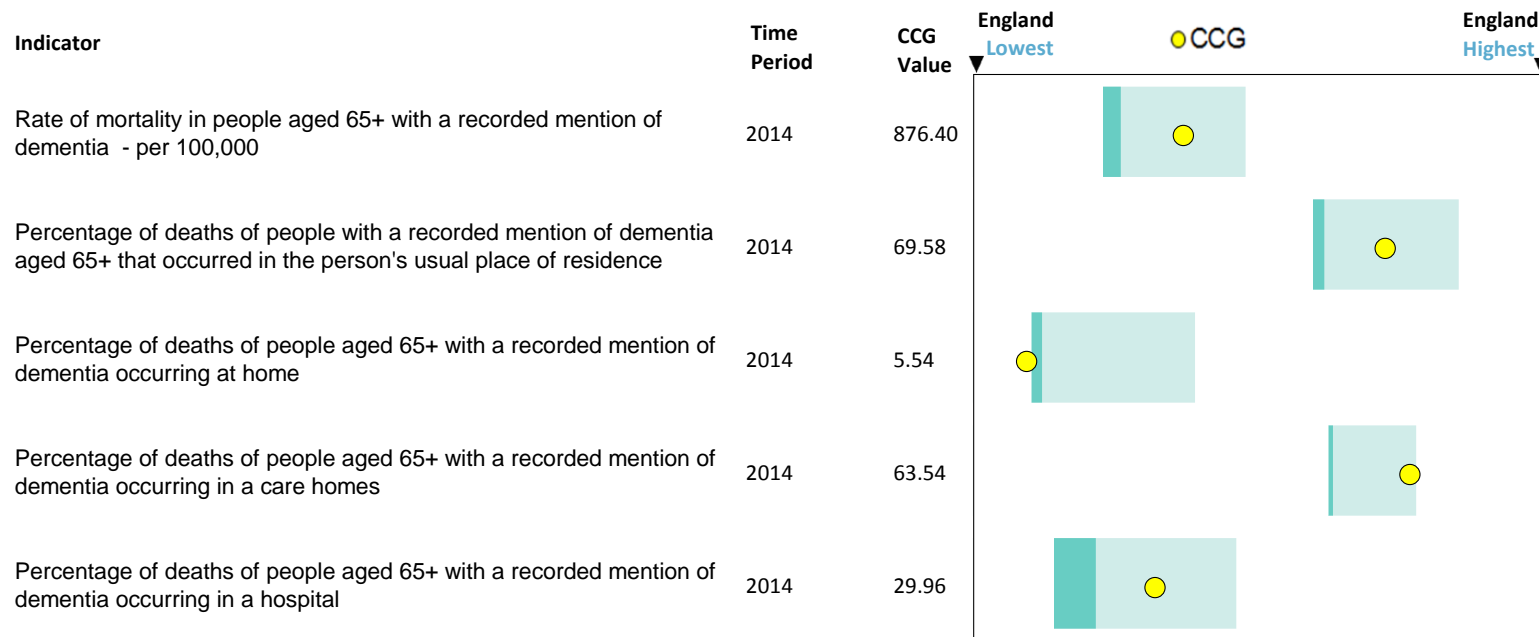 Indicator
Time
Period
CCG
Value
England
Lowest
CCG
England
Highest
Rate of mortality in people aged 65+ with a recorded mention of
dementia  - per 100,000
2014
876.40
Percentage of deaths of people with a recorded mention of dementia
aged 65+ that occurred in the person's usual place of residence
2014
69.58
Percentage of deaths of people aged 65+ with a recorded mention of
dementia occurring at home
2014
5.54
Percentage of deaths of people aged 65+ with a recorded mention of
dementia occurring in a care homes
2014
63.54
Percentage of deaths of people aged 65+ with a recorded mention of
dementia occurring in a hospital
2014
29.96